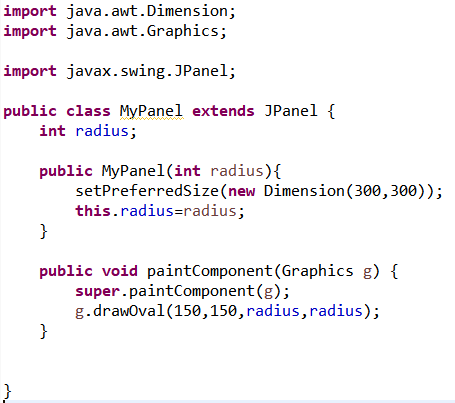 import java.awt.Dimension;
import java.awt.Graphics;
import javax.swing.JPanel;
public class MyPanel extends JPanel {
    int radius;
    public MyPanel(int radius){
        setPreferredSize(new Dimension(300,300));
        this.radius=radius;
    }
    public void paintComponent(Graphics g) {
        super.paintComponent(g);
        g.drawOval(150,150,radius,radius);
    }
}